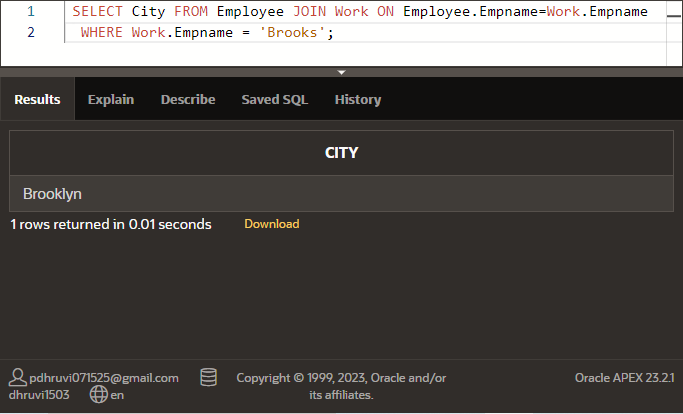 1 SELECT City FROM Employee JOIN Work ON Employee.Empname=Work.Empname
2 WHERE Work.Empname = 'Brooks';
Results Explain Describe Saved SQL History
CITY
Brooklyn
1 rows returned in 0.01 seconds Download
pdhruvi071525@gmail.com Copyright © 1999, 2023, Oracle and/or Oracle APEX 23.2.1
dhruvi1503 en its affiliates.